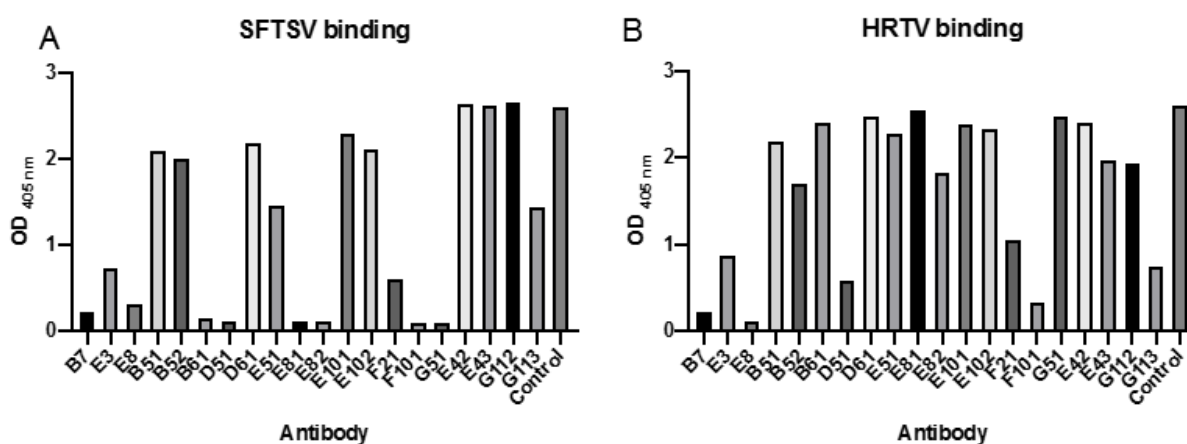 A
SFTSV binding
3
2
1
0
OD 405 nm
B7
E3
E8
B51
B52
B61
D51
D61
E51
E81
E82
E101
E102
F21
F101
G51
E42
E43
G112
G113
Control
Antibody
B
HRTV binding
3
2
1
0
OD 405 nm
B7
E3
E8
B51
B52
B61
D51
D61
E51
E81
E82
E101
E102
F21
F101
G51
E42
E43
G112
G113
Control
Antibody